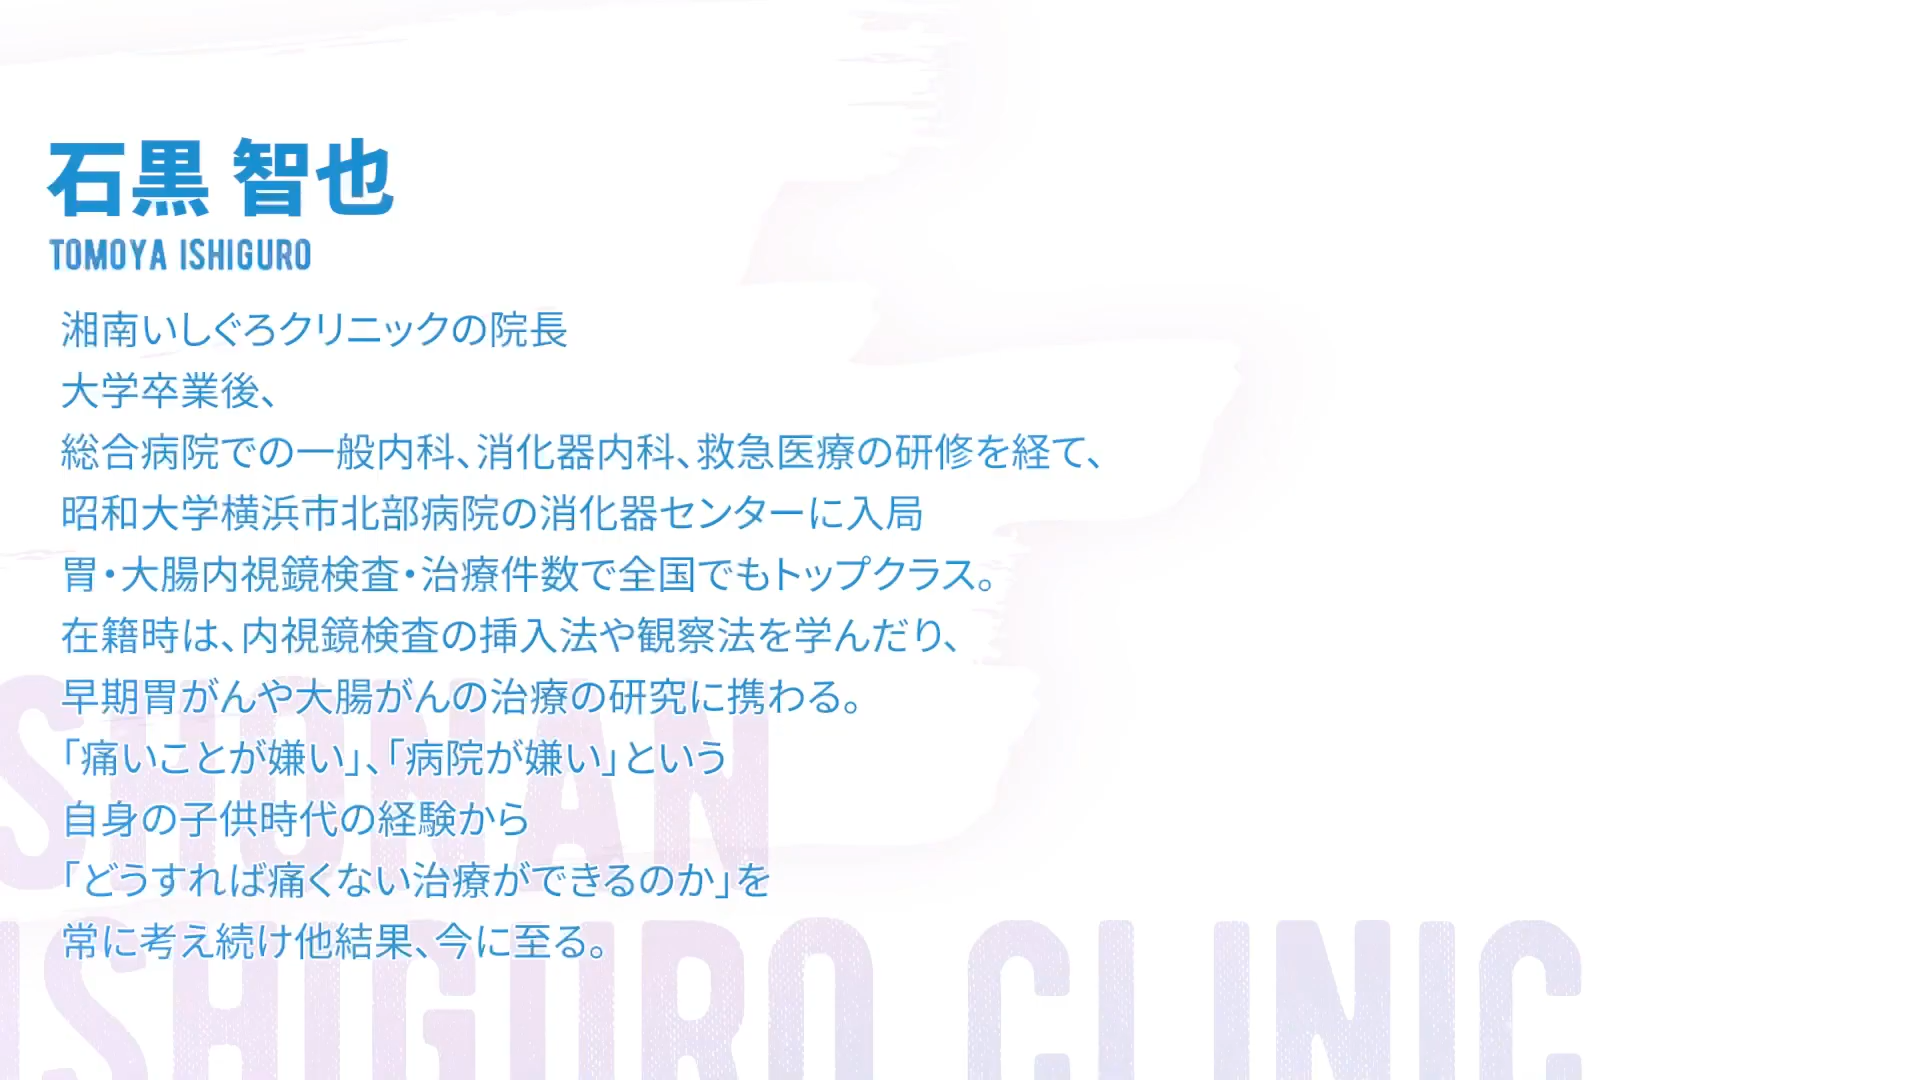 石黒 智也
TOMOYA ISHIGURO
湘南いしぐろクリニックの院長
大学卒業後、
総合病院での一般内科、消化器内科、救急医療の研修を経て、
昭和大学横浜市北部病院の消化器センターに入局
胃・大腸内視鏡検査・治療件数で全国でもトップクラス。
在籍時は、内視鏡検査の挿入法や観察法を学んだり、
早期胃がんや大腸がんの治療の研究に携わる。
「痛いことが嫌い」、「病院が嫌い」という
自身の子供時代の経験から
「どうすれば痛くない治療ができるのか」を
常に考え続け他結果、今に至る。
SHONAN
ISHIGURO CLINIC